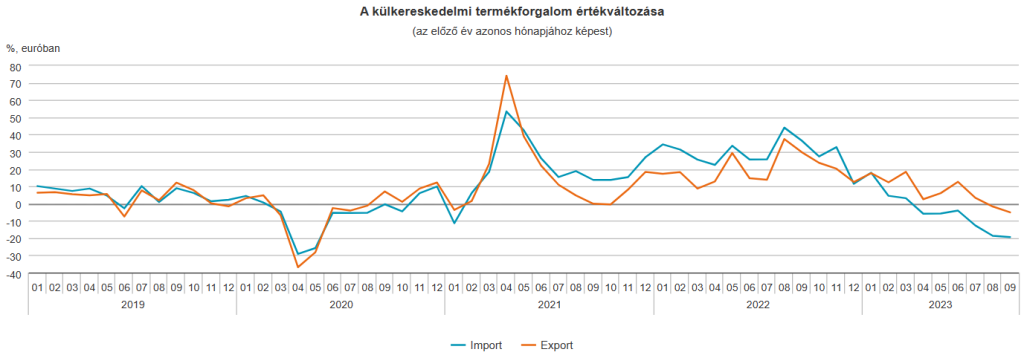 A külkereskedelmi termékforgalom értékváltozása
(az előző év azonos hónapjához képest)
%, euróban
80
70
60
50
40
30
20
10
0
-10
-20
-30
-40
01 02 03 04 05 06 07 08 09 10 11 12 01 02 03 04 05 06 07 08 09 10 11 12 01 02 03 04 05 06 07 08 09 10 11 12 01 02 03 04 05 06 07 08 09 10 11 12 01 02 03 04 05 06 07 08 09
2019 2020 2021 2022 2023
Import Export